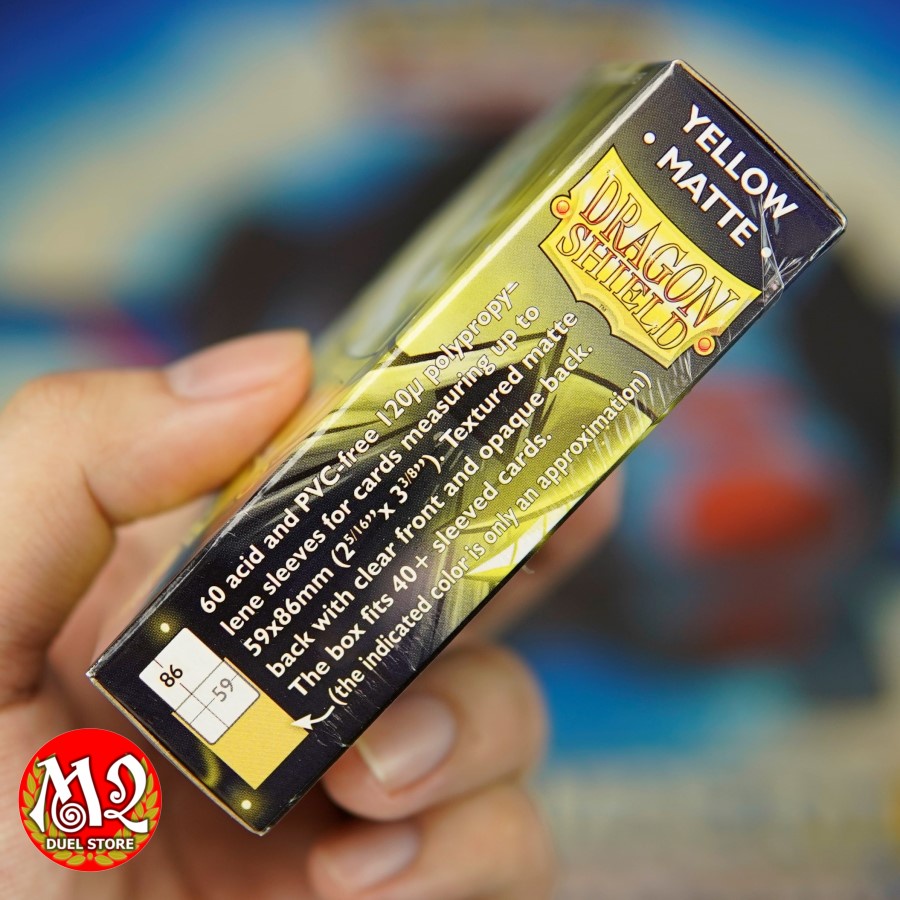 YELLOW
• MATTE •
DRAGON
SHIELD
60 acid and PVC-free 120µ polypropy-
lene sleeves for cards measuring up to
59x86mm (2 5/16” x 3 3/8”). Textured matte
back with clear front and opaque back.
The box fits 40+ sleeved cards.
(the indicated color is only an approximation)
86
59
M2
DUEL STORE